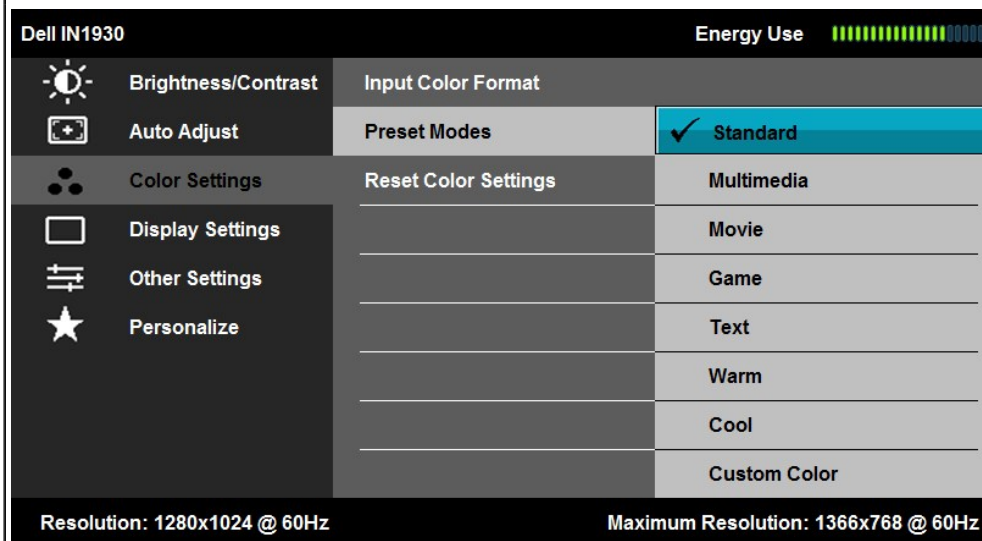 Dell IN1930 Energy Use
Brightness/Contrast Input Color Format
Auto Adjust Preset Modes Standard
Color Settings Reset Color Settings Multimedia
Display Settings Movie
Other Settings Game
Personalize Text
Warm
Cool
Custom Color
Resolution: 1280x1024 @ 60Hz Maximum Resolution: 1366x768 @ 60Hz